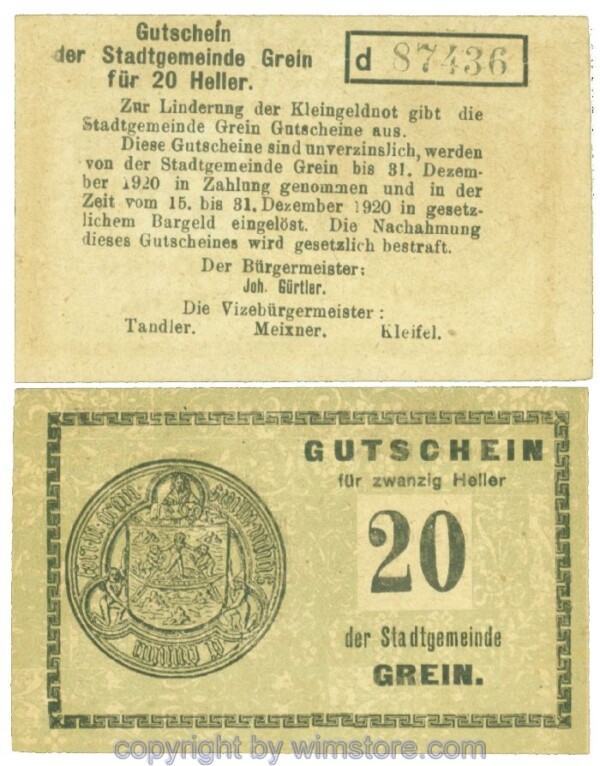 Gutschein
der Stadtgemeinde Grein
für 20 Heller.
d 87436
Zur Linderung der Kleingeldnot gibt die
Stadtgemeinde Grein Gutscheine aus.
Diese Gutscheine sind unverzinslich, werden
von der Stadtgemeinde Grein bis 31. Dezem-
ber 1920 in Zahlung genommen und in der
Zeit vom 15. bis 31. Dezember 1920 in gesetz-
lichem Bargeld eingelöst. Die Nachahmung
dieses Gutscheines wird gesetzlich bestraft.
Der Bürgermeister:
Joh. Gürtler.
Die Vizebürgermeister:
Tandler. Meixner. Kleifel.
GUTSCHEIN
für zwanzig Heller
20
der Stadtgemeinde
GREIN.
copyright by wimstore.com